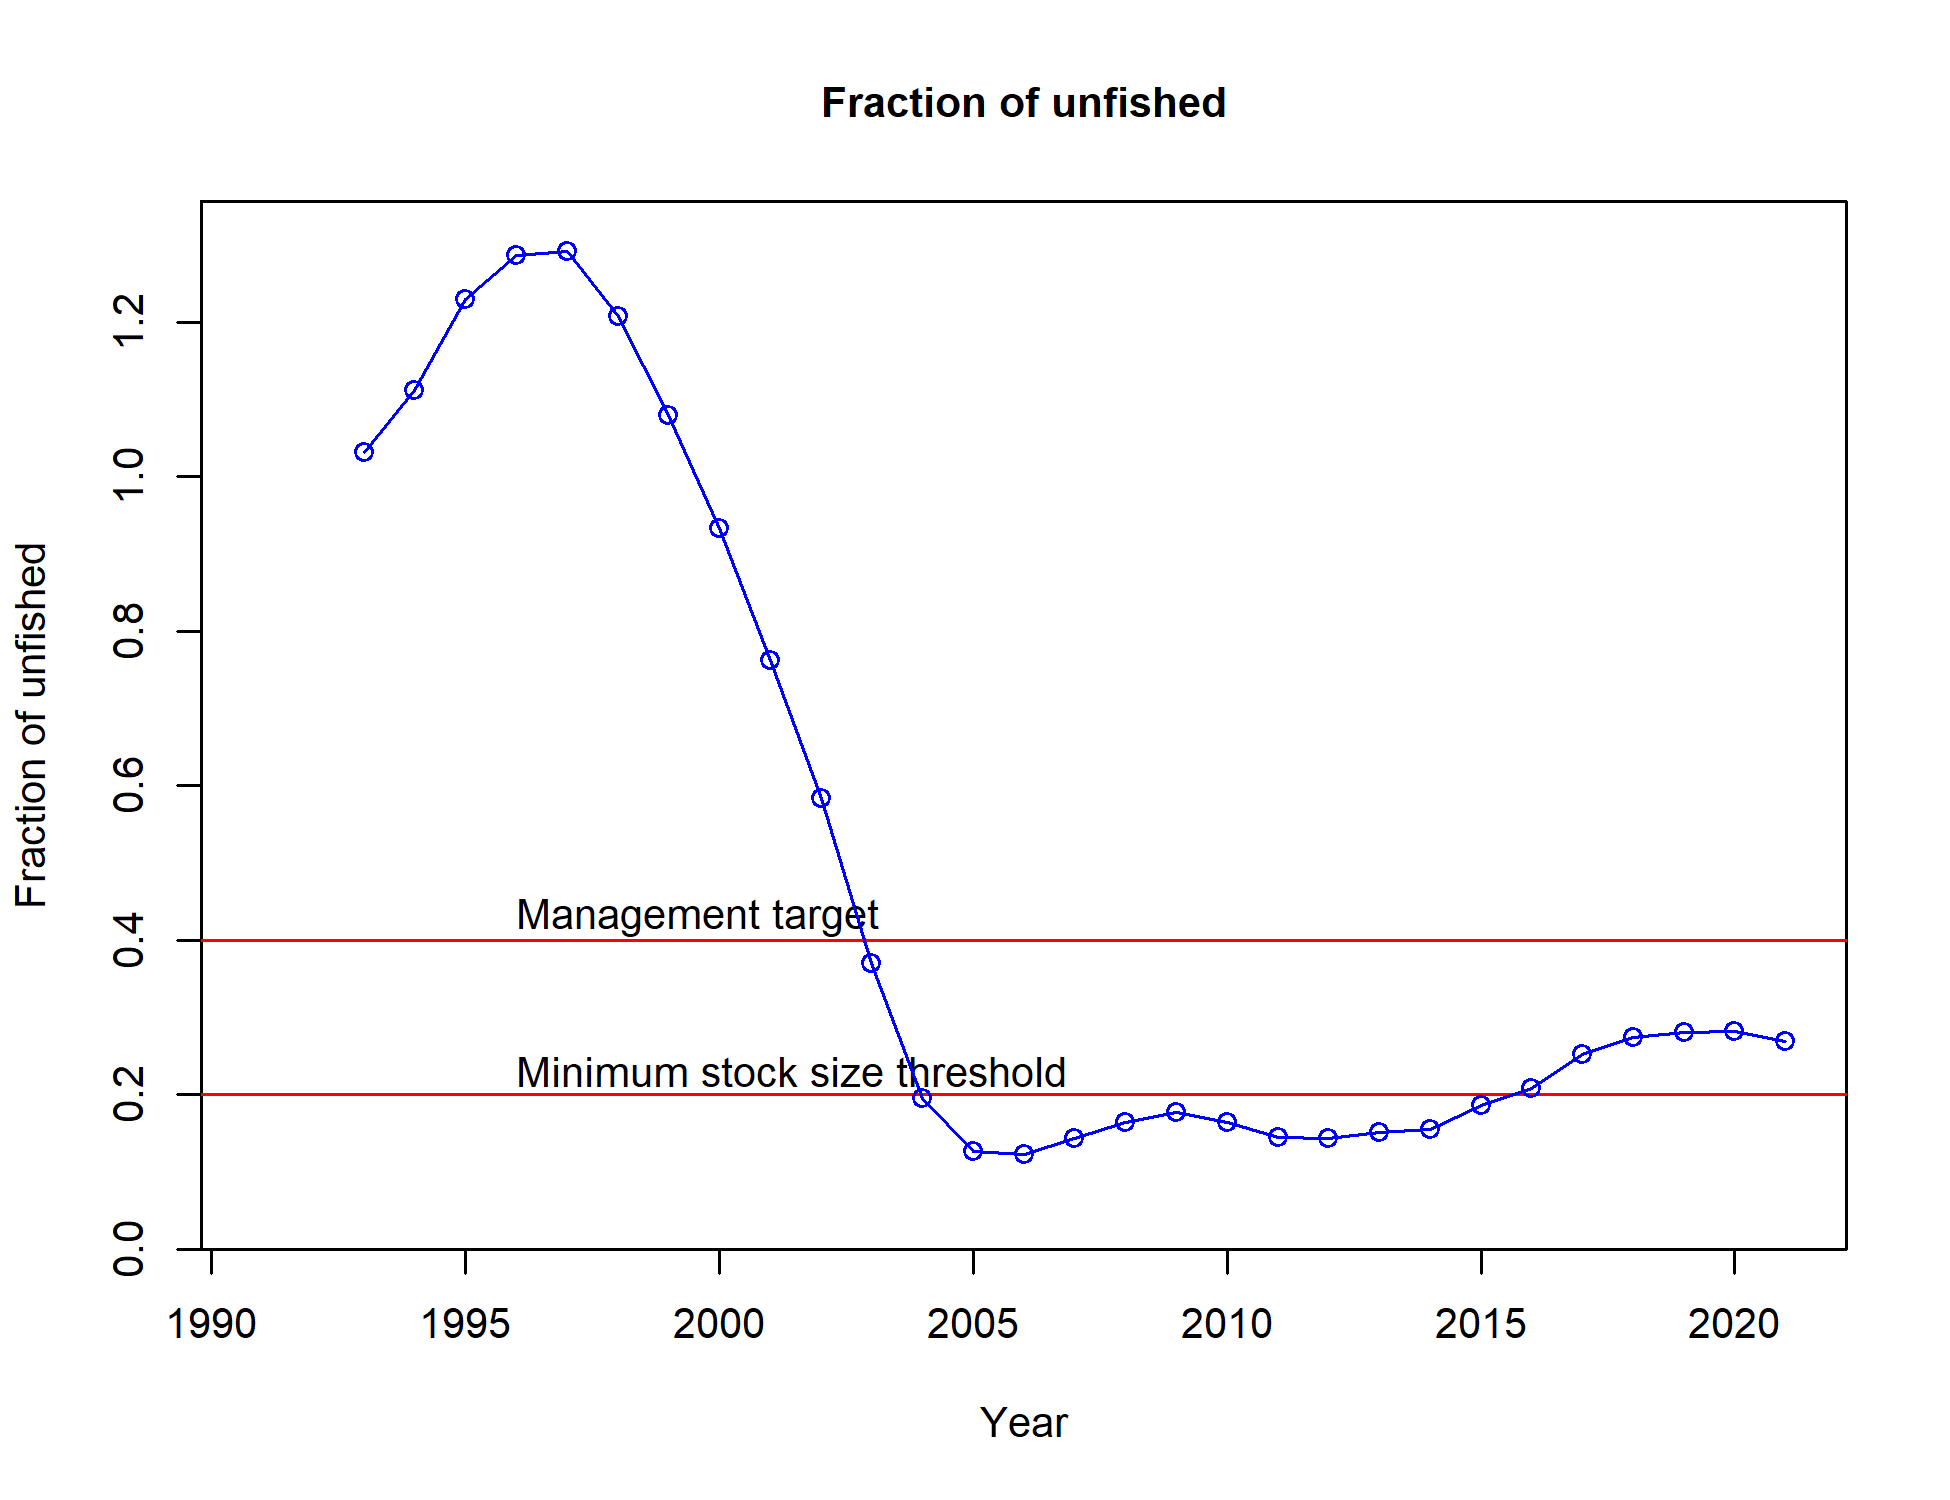 Fraction of unfished
Fraction of unfished
1.2
1.0
0.8
0.6
0.4
0.2
0.0
Management target
Minimum stock size threshold
1990 1995 2000 2005 2010 2015 2020
Year